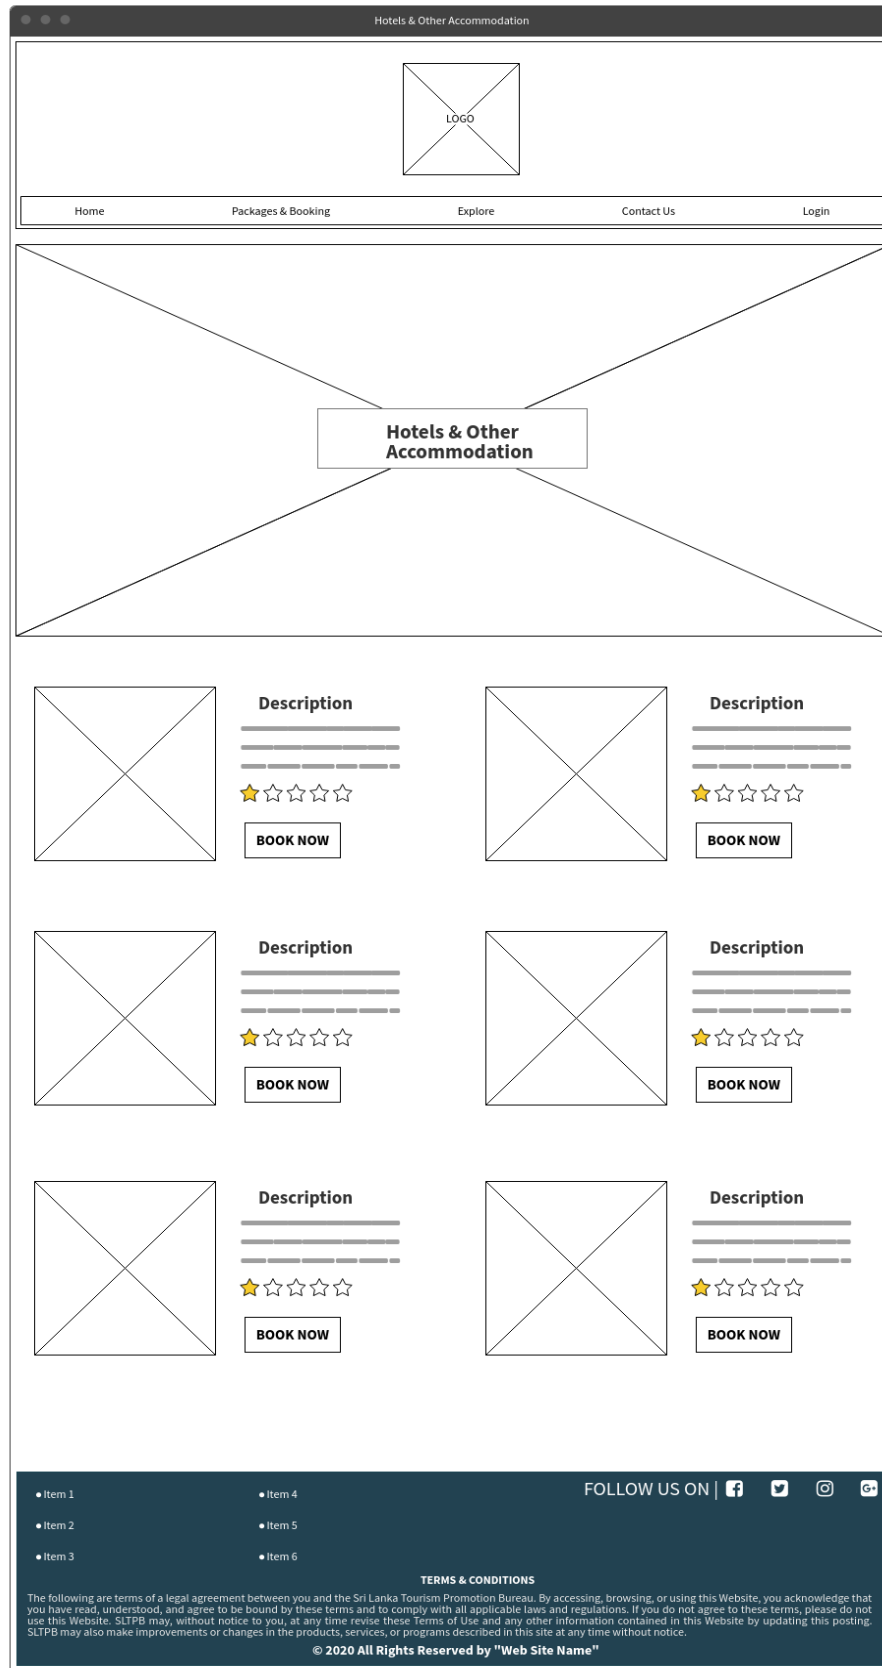 Hotels & Other Accommodation
LOGO
Home Packages & Booking Explore Contact Us Login
Hotels & Other
Accommodation
Description Description
BOOK NOW BOOK NOW
Description Description
BOOK NOW BOOK NOW
Description Description
BOOK NOW BOOK NOW
FOLLOW US ON |
● Item 1 ● Item 4
● Item 2 ● Item 5
● Item 3 ● Item 6
TERMS & CONDITIONS
The following are terms of a legal agreement between you and the Sri Lanka Tourism Promotion Bureau. By accessing, browsing, or using this Website, you acknowledge that
you have read, understood, and agree to be bound by these terms and to comply with all applicable laws and regulations. If you do not agree to these terms, please do not
use this Website. SLTPB may, without notice to you, at any time revise these Terms of Use and any other information contained in this Website by updating this posting.
SLTPB may also make improvements or changes in the products, services, or programs described in this site at any time without notice.
© 2020 All Rights Reserved by "Web Site Name"